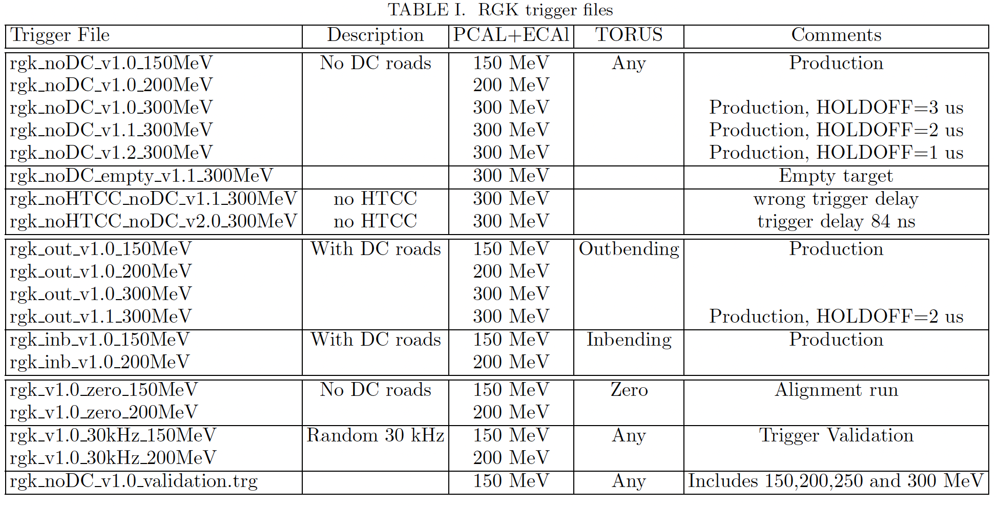 TABLE I. RGK trigger files
Trigger File Description PCAL+ECAl TORUS Comments
rgk_noDC_v1.0_150MeV No DC roads 150 MeV Any Production
rgk_noDC_v1.0_200MeV 200 MeV
rgk_noDC_v1.0_300MeV 300 MeV Production, HOLDOFF=3 us
rgk_noDC_v1.1_300MeV 300 MeV Production, HOLDOFF=2 us
rgk_noDC_v1.2_300MeV 300 MeV Production, HOLDOFF=1 us
rgk_noDC_empty_v1.1_300MeV 300 MeV Empty target
rgk_noHTCC_noDC_v1.1_300MeV no HTCC 300 MeV wrong trigger delay
rgk_noHTCC_noDC_v2.0_300MeV no HTCC 300 MeV trigger delay 84 ns
rgk_out_v1.0_150MeV With DC roads 150 MeV Outbending Production
rgk_out_v1.0_200MeV 200 MeV
rgk_out_v1.0_300MeV 300 MeV
rgk_out_v1.1_300MeV 300 MeV Production, HOLDOFF=2 us
rgk_inb_v1.0_150MeV With DC roads 150 MeV Inbending Production
rgk_inb_v1.0_200MeV 200 MeV
rgk_v1.0_zero_150MeV No DC roads 150 MeV Zero Alignment run
rgk_v1.0_zero_200MeV 200 MeV
rgk_v1.0_30kHz_150MeV Random 30 kHz 150 MeV Any Trigger Validation
rgk_v1.0_30kHz_200MeV 200 MeV
rgk_noDC_v1.0_validation.trg 150 MeV Any Includes 150,200,250 and 300 MeV